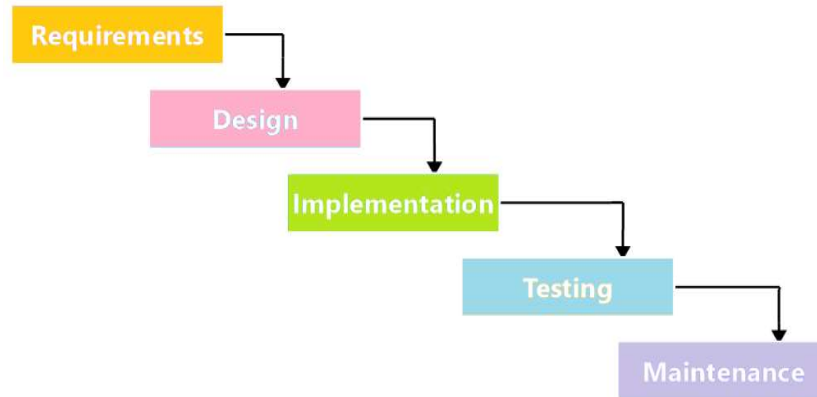 Requirements
Design
Implementation
Testing
Maintenance